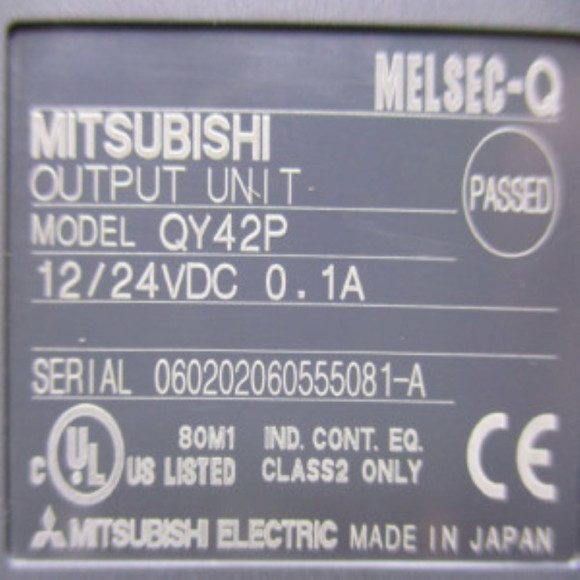 MELSEC-Q
MITSUBISHI
OUTPUT UNIT
PASSED
MODEL QY42P
12/24VDC 0.1A
SERIAL 060202060555081-A
C UL US LISTED 80M1 IND. CONT. EQ.
CLASS2 ONLY
CE
MITSUBISHI ELECTRIC MADE IN JAPAN